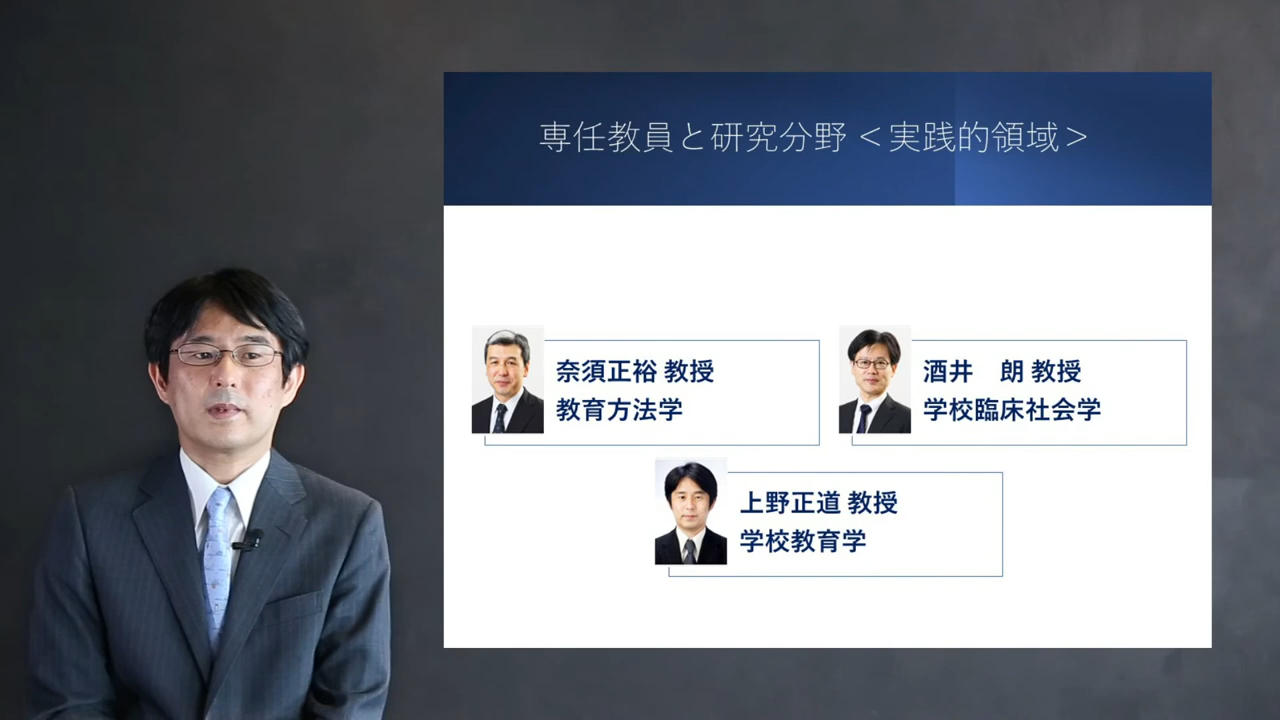 専任教員と研究分野＜実践的領域＞
奈須正裕 教授
教育方法学
酒井　朗 教授
学校臨床社会学
上野正道 教授
学校教育学